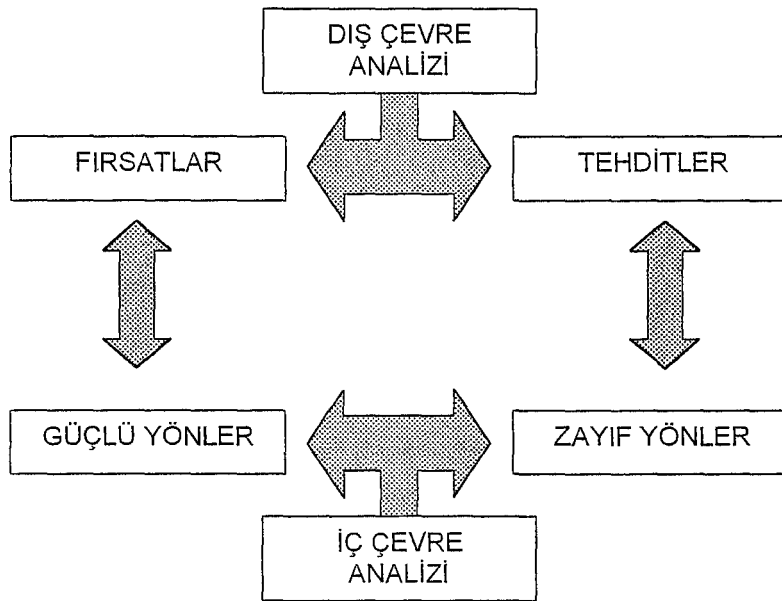 DIŞ ÇEVRE
ANALİZİ
FIRSATLAR
TEHDİTLER
GÜÇLÜ YÖNLER
ZAYIF YÖNLER
İÇ ÇEVRE
ANALİZİ